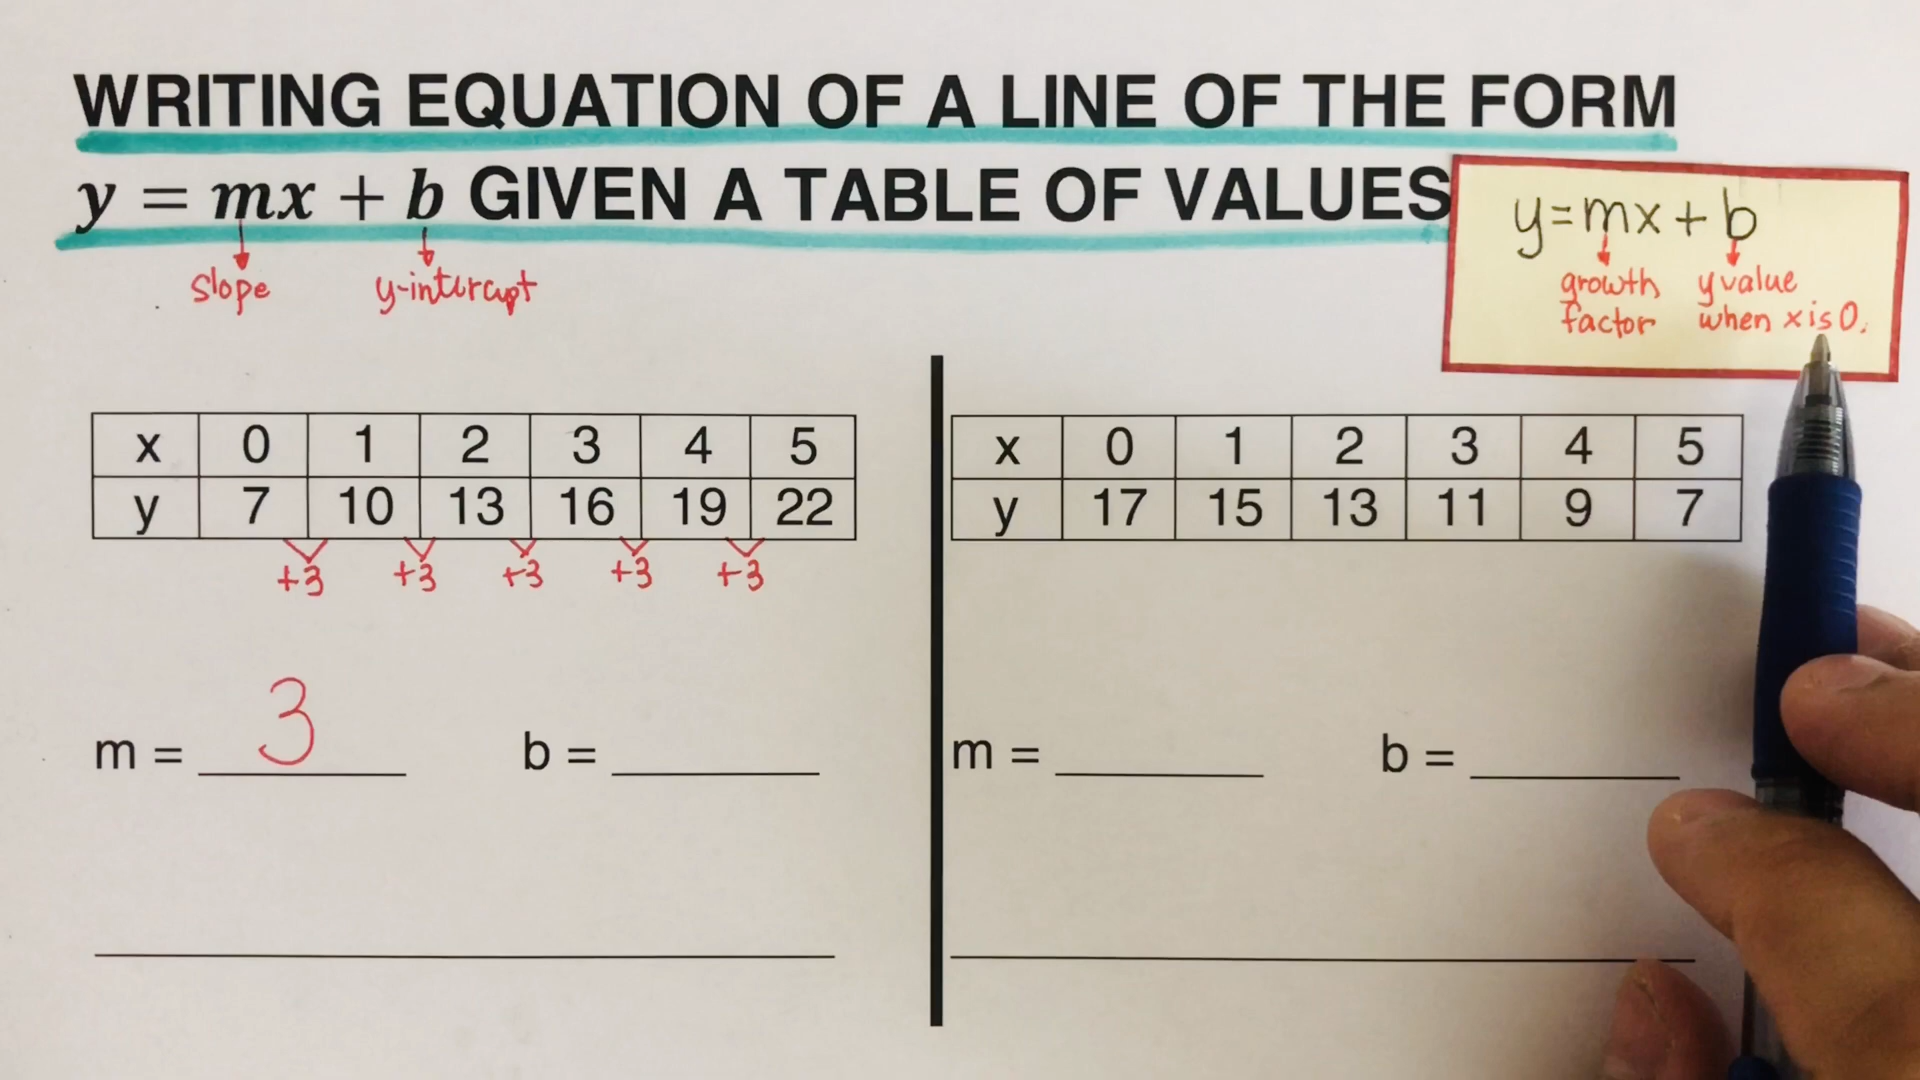 WRITING EQUATION OF A LINE OF THE FORM
y = mx + b GIVEN A TABLE OF VALUES
slope y-intercept
y=mx+b
growth factor
y value when x is 0.
x 0 1 2 3 4 5
y 7 10 13 16 19 22
+3 +3 +3 +3 +3
m = 3 b =
x 0 1 2 3 4 5
y 17 15 13 11 9 7
m = b =